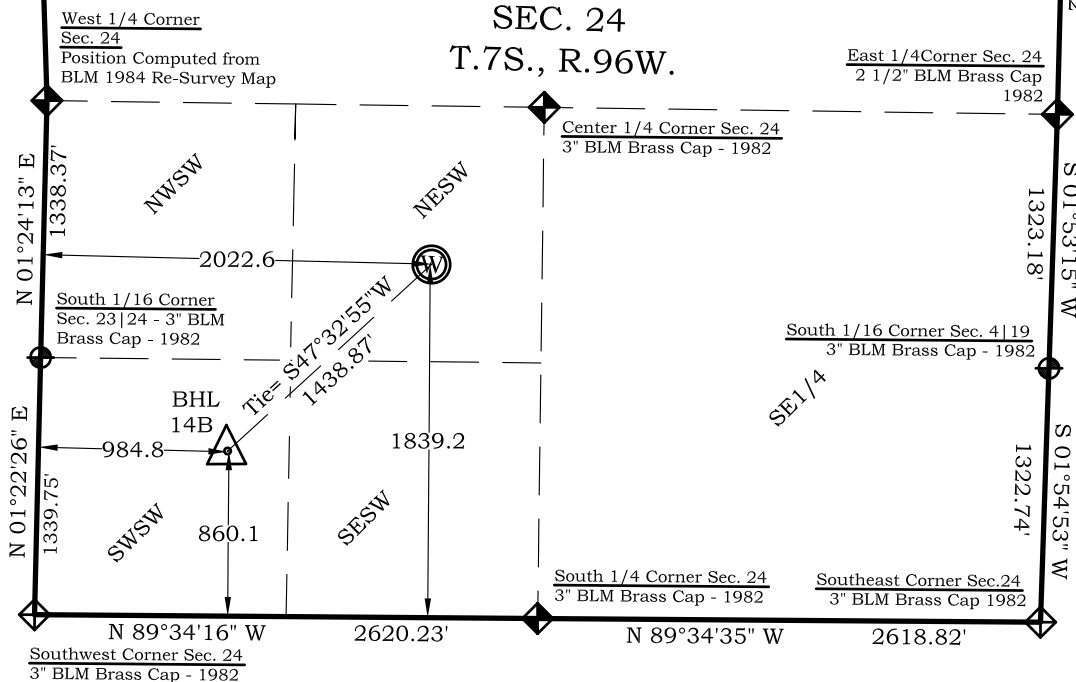 SEC. 24
T.7S., R.96W.
West 1/4 Corner
Sec. 24
Position Computed from
BLM 1984 Re-Survey Map
East 1/4Corner Sec. 24
2 1/2" BLM Brass Cap
1982
Center 1/4 Corner Sec. 24
3" BLM Brass Cap - 1982
N 01°24'13" E
1338.37'
NWSW
NESW
S 01°53'15" W
1323.18'
2022.6
W
South 1/16 Corner
Sec. 23|24 - 3" BLM
Brass Cap - 1982
Tie= S47°32'55"W
1438.87'
South 1/16 Corner Sec. 4|19
3" BLM Brass Cap - 1982
SE1/4
BHL
14B
984.8
1839.2
N 01°22'26" E
1339.75'
S 01°54'53" W
1322.74'
SWSW
860.1
SESW
South 1/4 Corner Sec. 24
3" BLM Brass Cap - 1982
Southeast Corner Sec.24
3" BLM Brass Cap - 1982
N 89°34'16" W 2620.23'
N 89°34'35" W 2618.82'
Southwest Corner Sec. 24
3" BLM Brass Cap - 1982